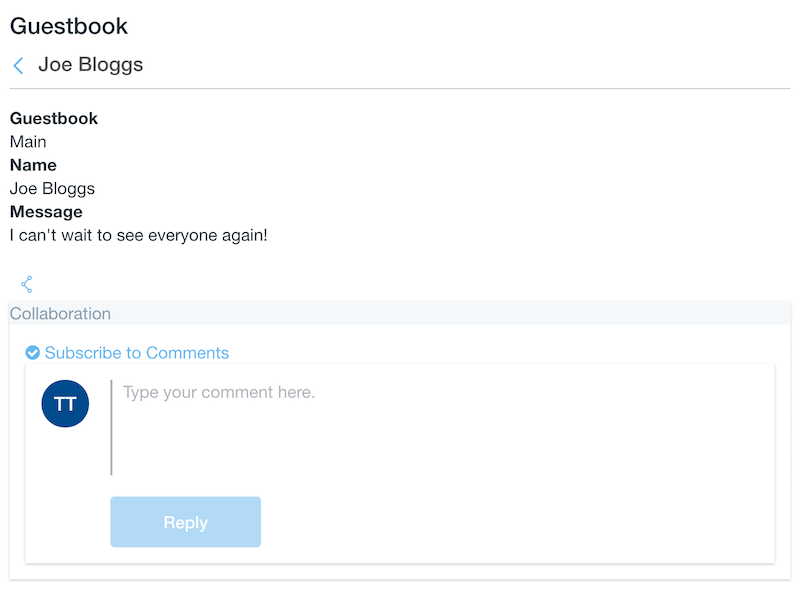 Guestbook
Joe Bloggs
Guestbook
Main
Name
Joe Bloggs
Message
I can't wait to see everyone again!
Collaboration
Subscribe to Comments
TT
Type your comment here.
Reply